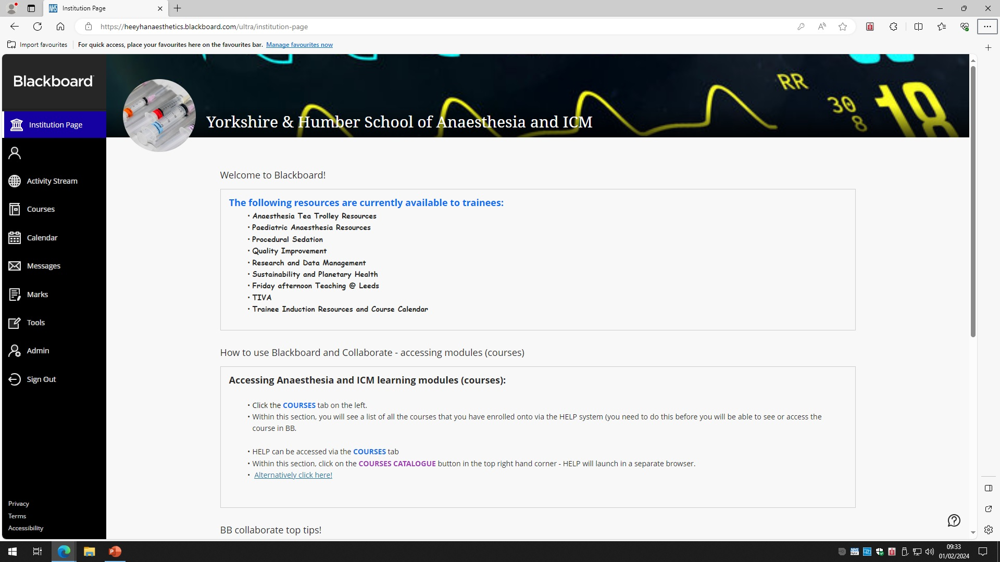 Institution Page
https://heeyhanaesthetics.blackboard.com/ultra/institution-page
Import favourites
For quick access, place your favourites here on the favourites bar. Manage favourites now
Blackboard
Institution Page
Activity Stream
Courses
Calendar
Messages
Marks
Tools
Admin
Sign Out
Privacy
Terms
Accessibility
RR
30
8
18
Yorkshire & Humber School of Anaesthesia and ICM
Welcome to Blackboard!
The following resources are currently available to trainees:
• Anaesthesia Tea Trolley Resources
• Paediatric Anaesthesia Resources
• Procedural Sedation
• Quality Improvement
• Research and Data Management
• Sustainability and Planetary Health
• Friday afternoon Teaching @ Leeds
• TIVA
• Trainee Induction Resources and Course Calendar
How to use Blackboard and Collaborate - accessing modules (courses)
Accessing Anaesthesia and ICM learning modules (courses):
• Click the COURSES tab on the left.
• Within this section, you will see a list of all the courses that you have enrolled onto via the HELP system (you need to do this before you will be able to see or access the
course in BB.
• HELP can be accessed via the COURSES tab
• Within this section, click on the COURSES CATALOGUE button in the top right hand corner - HELP will launch in a separate browser.
• Alternatively click here!
BB collaborate top tips!
09:33
01/02/2024